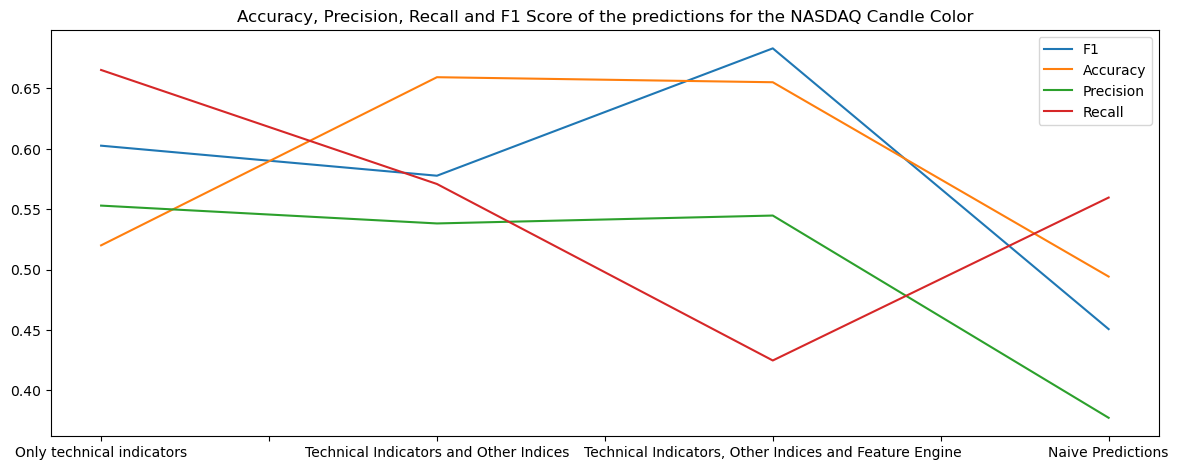 Accuracy, Precision, Recall and F1 Score of the predictions for the NASDAQ Candle Color
F1
Accuracy
Precision
Recall
0.65
0.60
0.55
0.50
0.45
0.40
Only technical indicators
Technical Indicators and Other Indices
Technical Indicators, Other Indices and Feature Engine
Naive Predictions